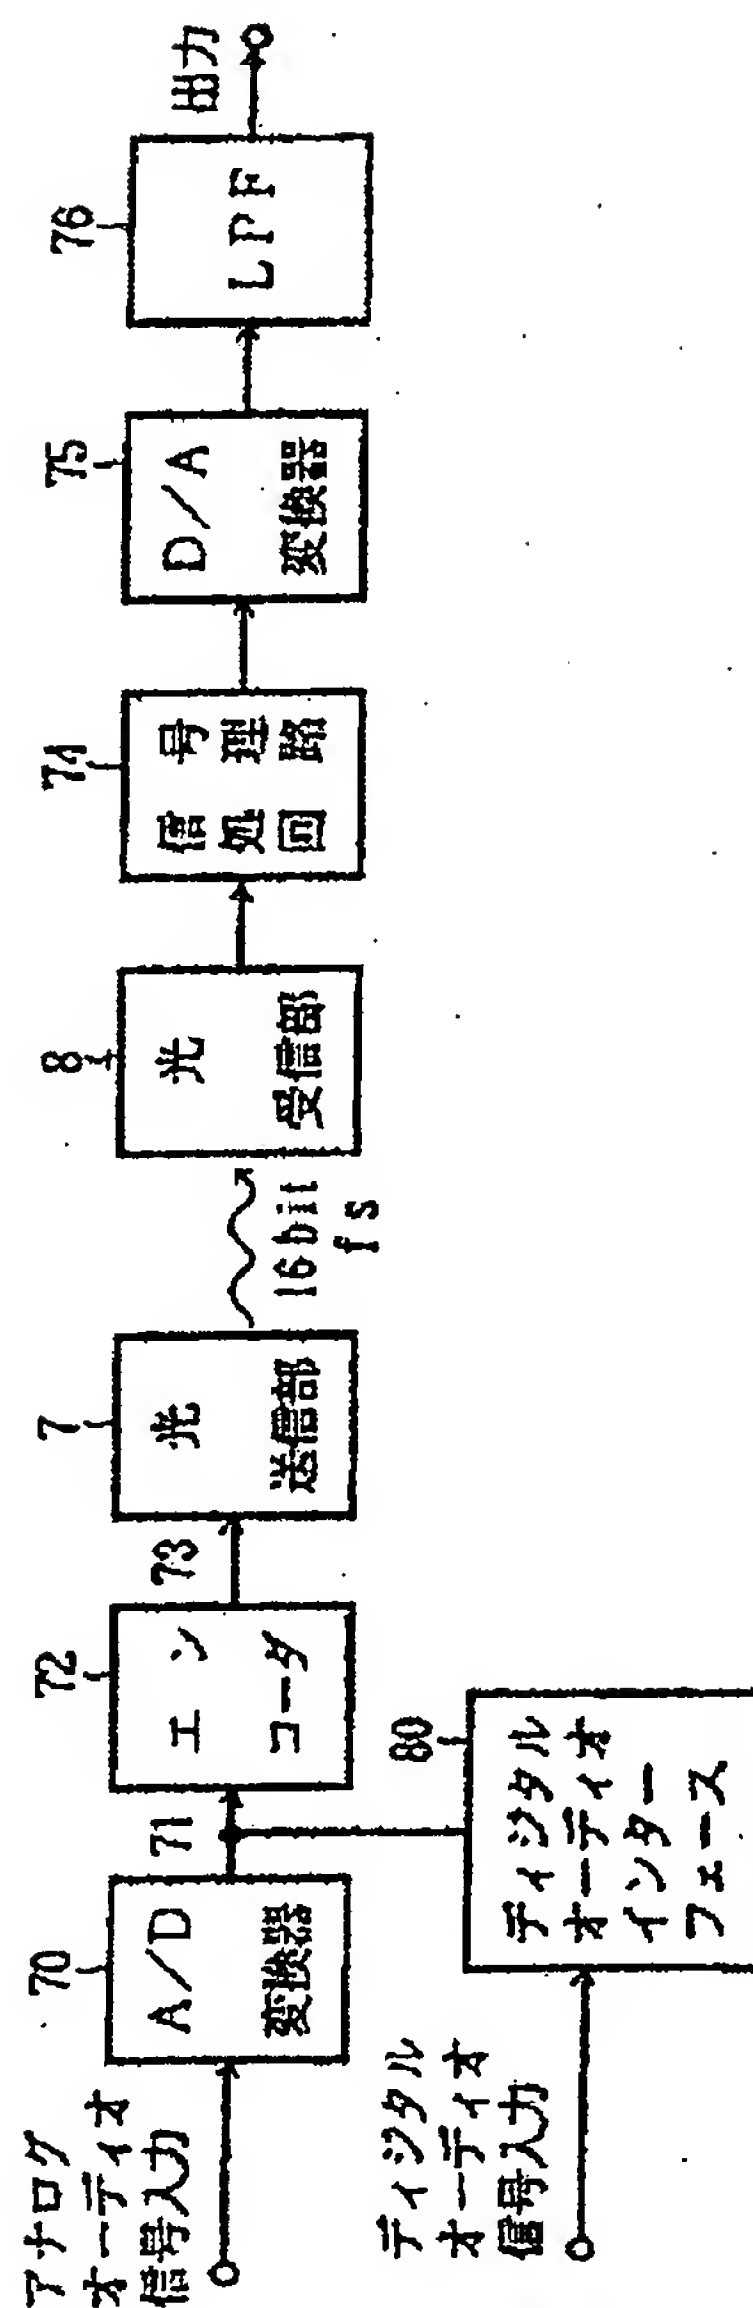 アナログ
オーディオ
信号入力
70
A/D
変換器
71
72
エン
コーダ
73
7
光
送信部
16bit
fs
8
光
受信部
74
信号
処理
回路
75
D/A
変換器
76
LPF
出力
ディジタル
オーディオ
信号入力
80
ディジタル
オーディオ
インター
フェース